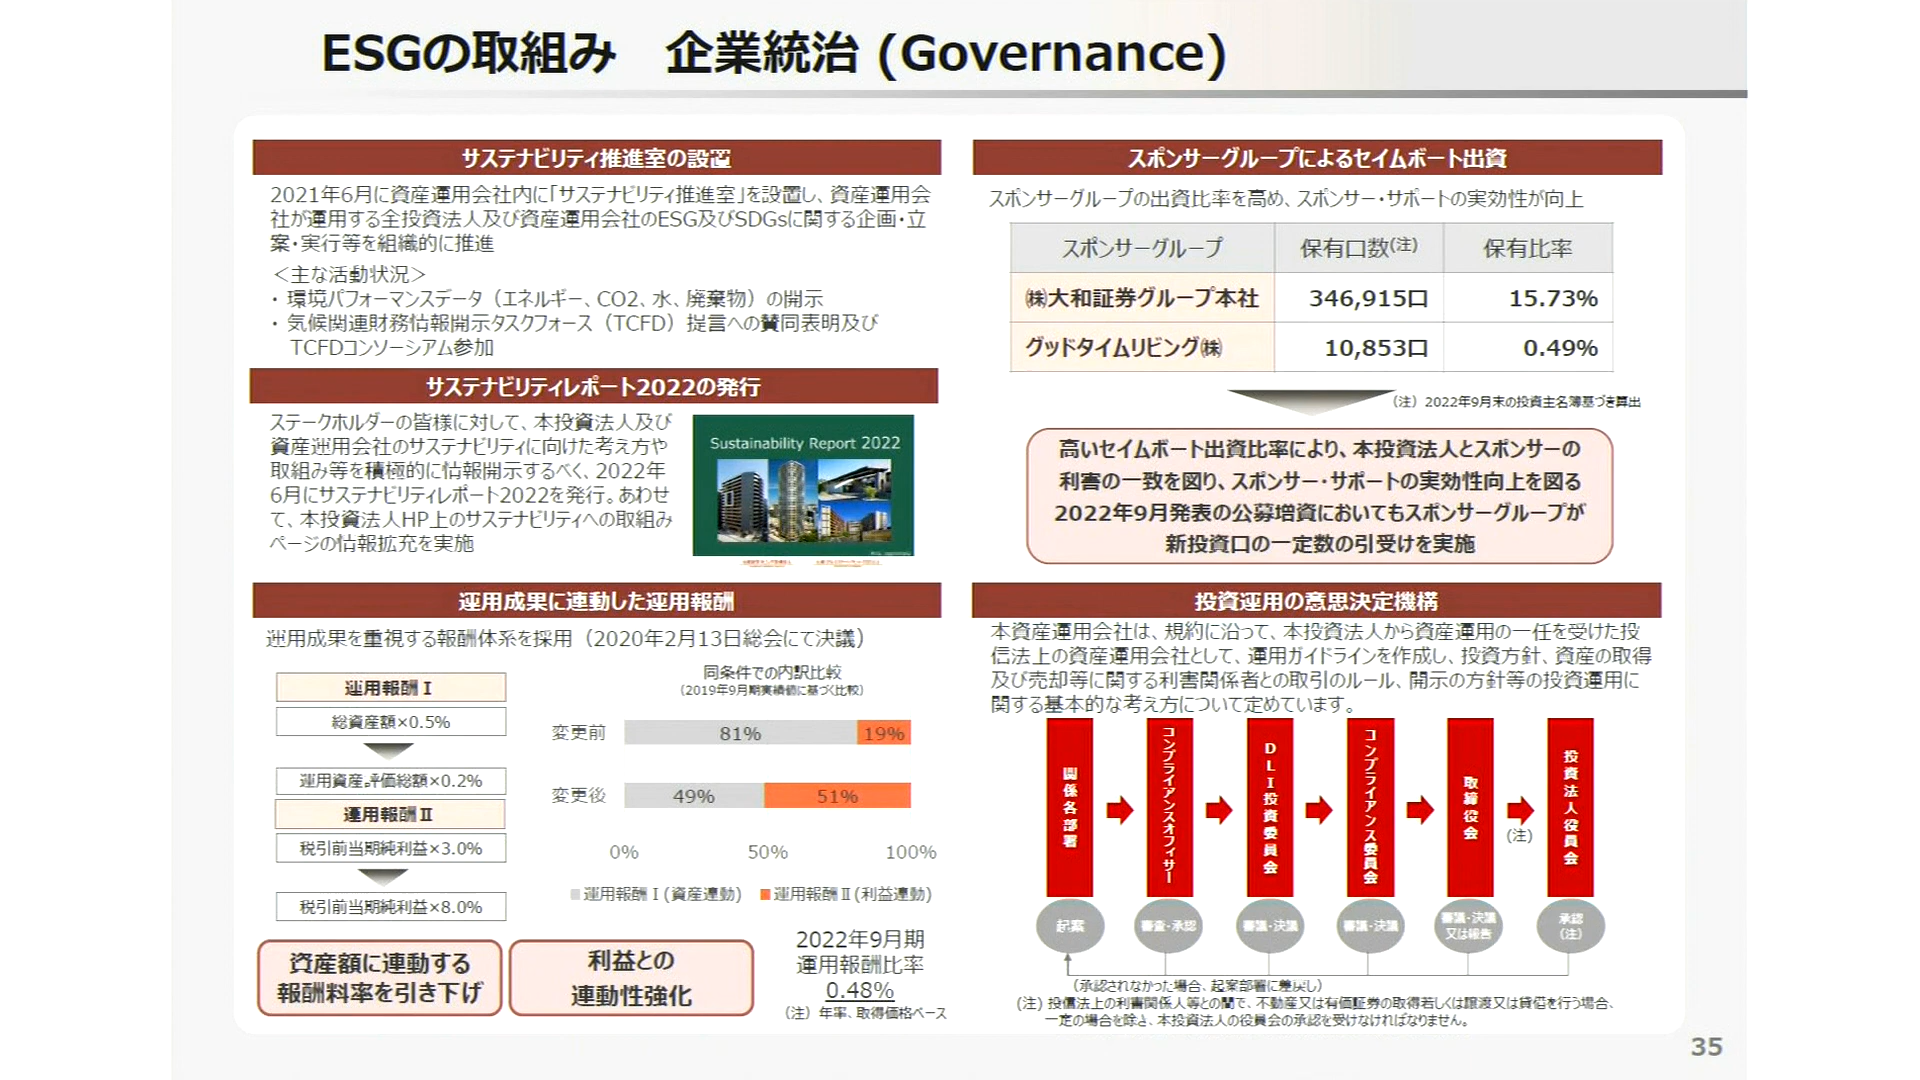 ESGの取組み　企業統治 (Governance)
サステナビリティ推進室の設置
2021年6月に資産運用会社内に「サステナビリティ推進室」を設置し、資産運用会
社が運用する全投資法人及び資産運用会社のESG及びSDGsに関する企画・立
案・実行等を組織的に推進
＜主な活動状況＞
・環境パフォーマンスデータ（エネルギー、CO2、水、廃棄物）の開示
・気候関連財務情報開示タスクフォース（TCFD）提言への賛同表明及び
TCFDコンソーシアム参加
サステナビリティレポート2022の発行
ステークホルダーの皆様に対して、本投資法人及び
資産運用会社のサステナビリティに向けた考え方や
取組み等を積極的に情報開示するべく、2022年
6月にサステナビリティレポート2022を発行。あわせ
て、本投資法人HP上のサステナビリティへの取組み
ページの情報拡充を実施
Sustainability Report 2022
運用成果に連動した運用報酬
運用成果を重視する報酬体系を採用（2020年2月13日総会にて決議）
運用報酬Ⅰ
総資産額×0.5%
運用資産評価総額×0.2%
運用報酬Ⅱ
税引前当期純利益×3.0%
税引前当期純利益×8.0%
同条件での内訳比較
（2019年9月期実績値に基づく比較）
変更前 81% 19%
変更後 49% 51%
0% 50% 100%
運用報酬Ⅰ(資産連動) 運用報酬Ⅱ(利益連動)
資産額に連動する
報酬料率を引き下げ
利益との
連動性強化
2022年9月期
運用報酬比率
0.48%
（注）年率、取得価格ベース
スポンサーグループによるセイムボート出資
スポンサーグループの出資比率を高め、スポンサー・サポートの実効性が向上
スポンサーグループ 保有口数(注) 保有比率
㈱大和証券グループ本社 346,915口 15.73%
グッドタイムリビング㈱ 10,853口 0.49%
（注）2022年9月末の投資主名簿基づき算出
高いセイムボート出資比率により、本投資法人とスポンサーの
利害の一致を図り、スポンサー・サポートの実効性向上を図る
2022年9月発表の公募増資においてもスポンサーグループが
新投資口の一定数の引受けを実施
投資運用の意思決定機構
本資産運用会社は、規約に沿って、本投資法人から資産運用の一任を受けた投
信法上の資産運用会社として、運用ガイドラインを作成し、投資方針、資産の取得
及び売却等に関する利害関係者との取引のルール、開示の方針等の投資運用に
関する基本的な考え方について定めています。
関係各部署
コンプライアンスオフィサー
DLI投資委員会
コンプライアンス委員会
取締役会
（注）
投資法人役員会
起案
審査・承認
審議・決議
審議・決議
審議・決議
又は報告
承認
（注）
（承認されなかった場合、起案部署に差戻し）
（注）投信法上の利害関係人等との間で、不動産又は有価証券の取得若しくは譲渡又は貸借を行う場合、
一定の場合を除き、本投資法人の役員会の承認を受けなければなりません。
35